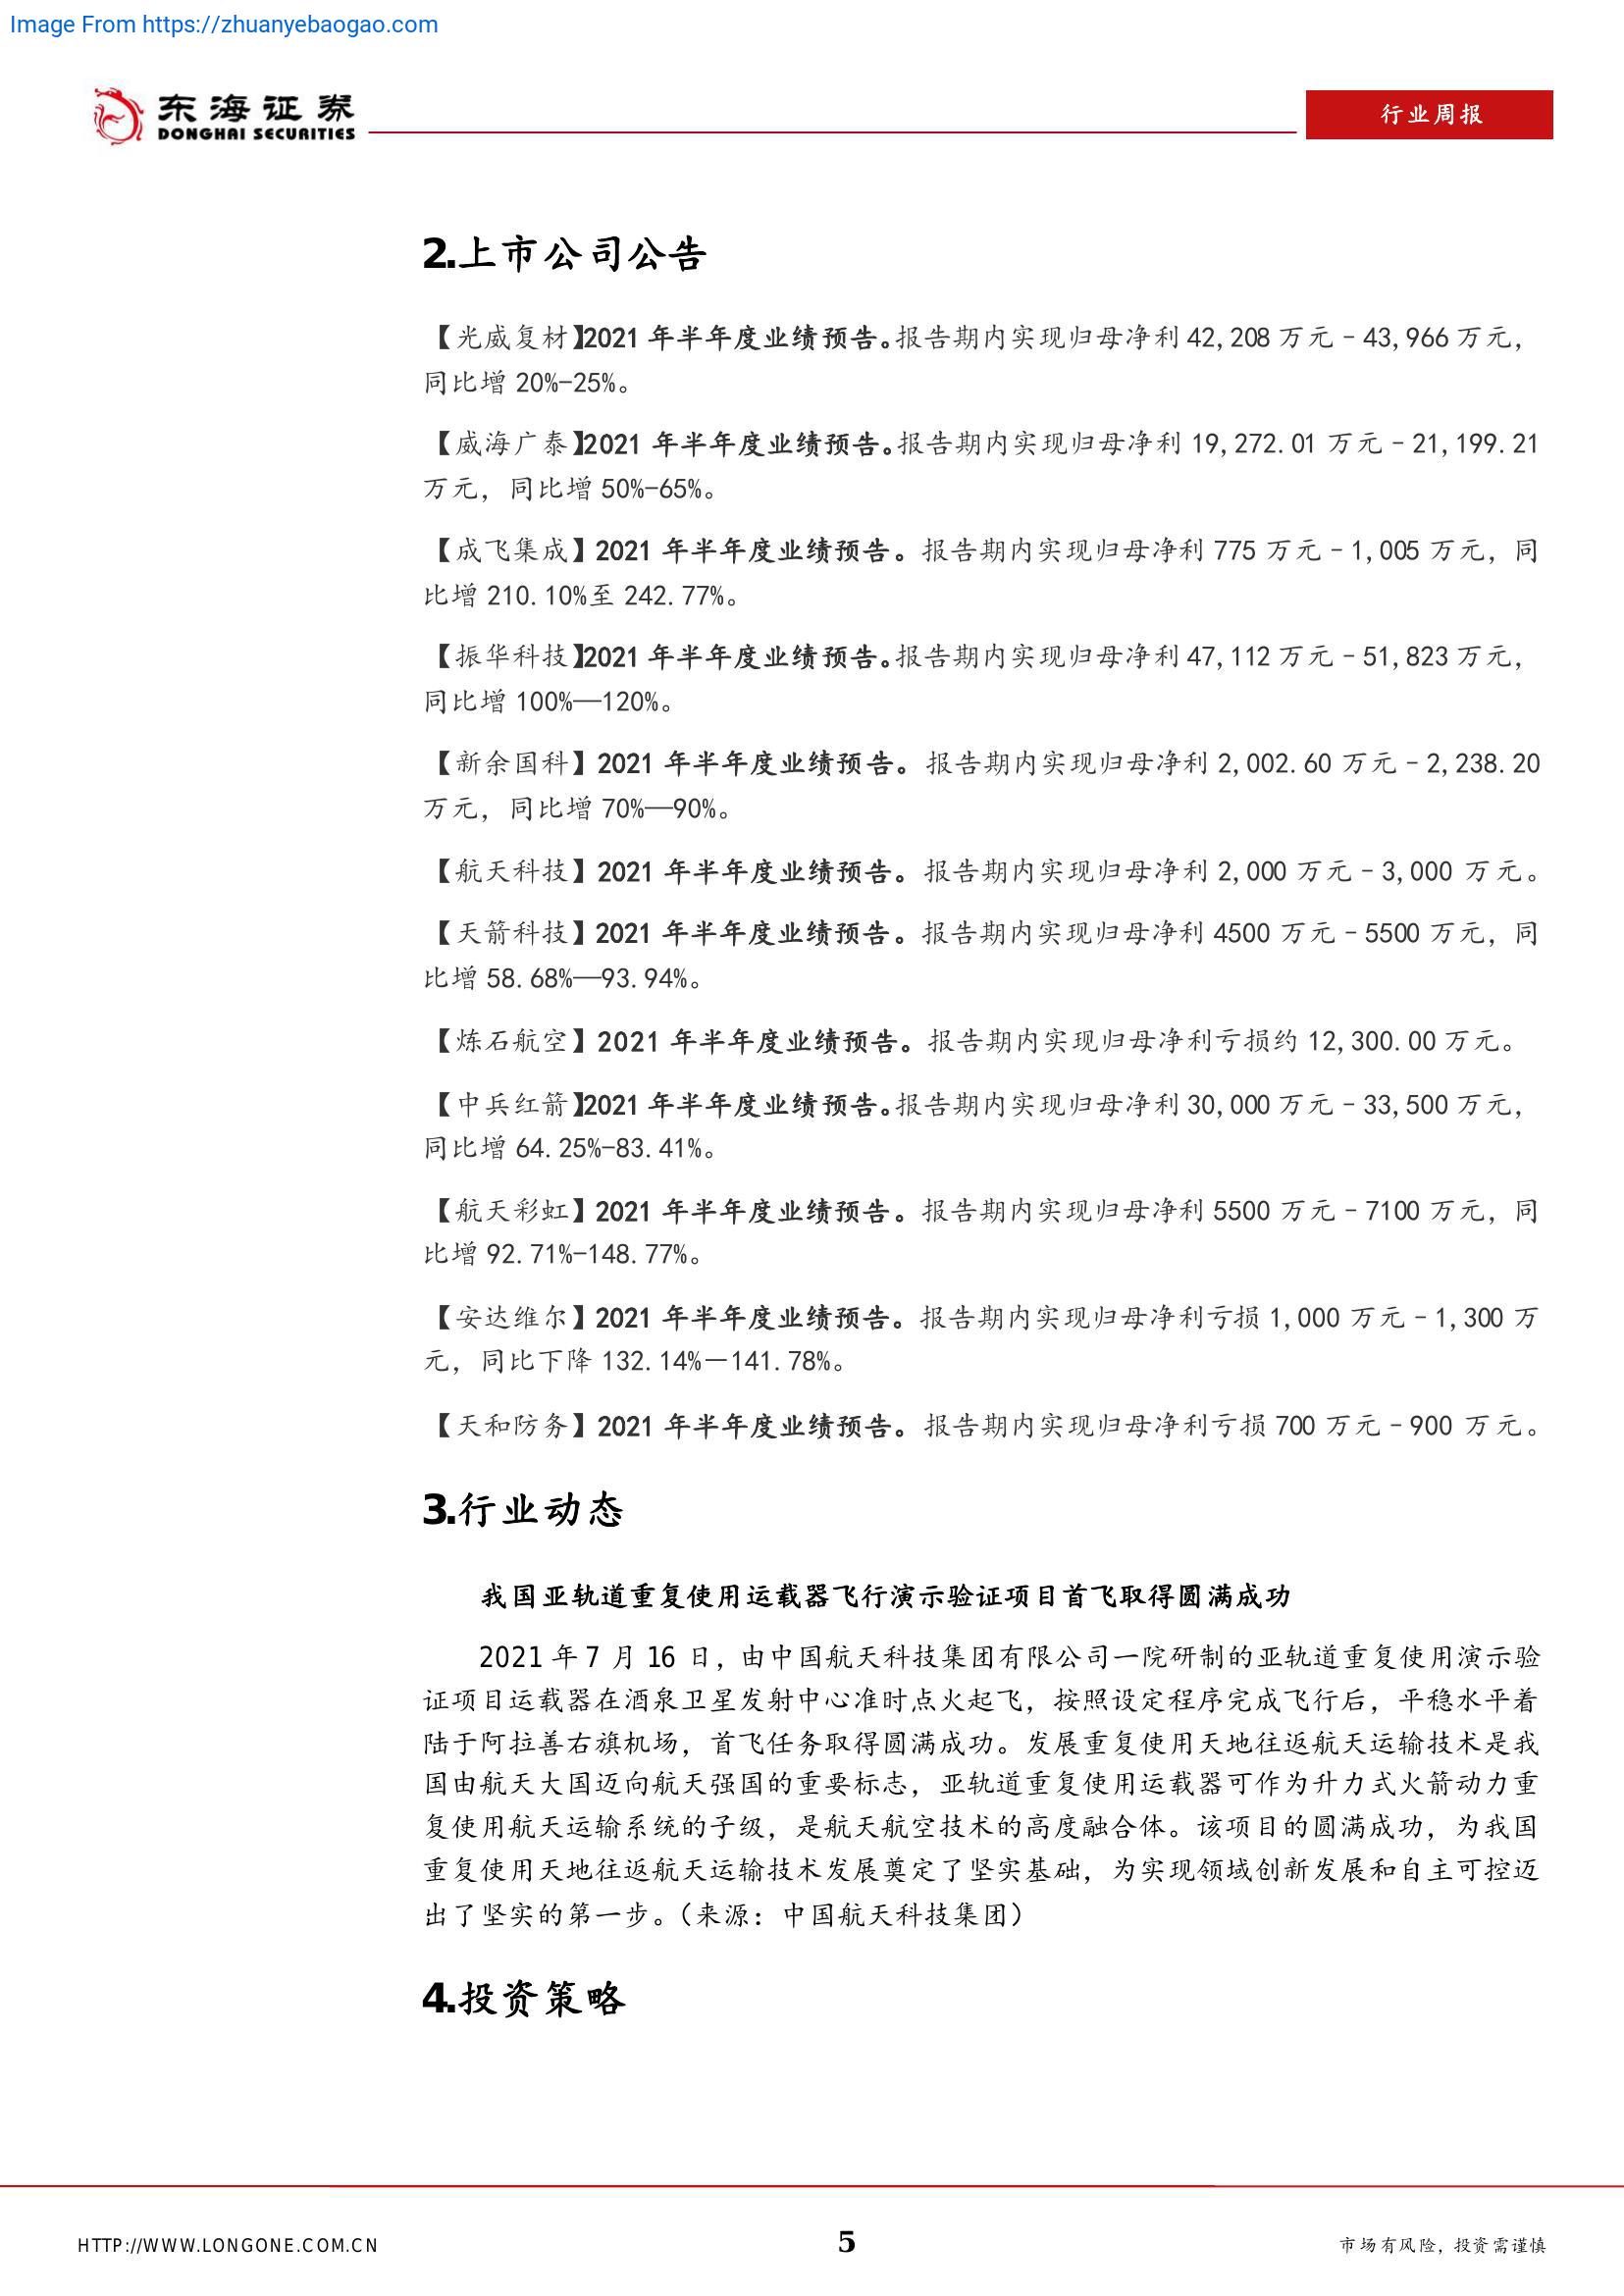 Image From https://zhuanyebaogao.com
东海证券
DONGHAI SECURITIES
行业周报
2.上市公司公告
【光威复材】2021 年半年度业绩预告。报告期内实现归母净利 42,208 万元–43,966 万元，
同比增 20%-25%。
【威海广泰】2021 年半年度业绩预告。报告期内实现归母净利 19,272.01 万元–21,199.21
万元，同比增 50%-65%。
【成飞集成】2021 年半年度业绩预告。报告期内实现归母净利 775 万元–1,005 万元，同
比增 210.10%至 242.77%。
【振华科技】2021 年半年度业绩预告。报告期内实现归母净利 47,112 万元–51,823 万元，
同比增 100%—120%。
【新余国科】2021 年半年度业绩预告。报告期内实现归母净利 2,002.60 万元–2,238.20
万元，同比增 70%—90%。
【航天科技】2021 年半年度业绩预告。报告期内实现归母净利 2,000 万元–3,000 万元。
【天箭科技】2021 年半年度业绩预告。报告期内实现归母净利 4500 万元–5500 万元，同
比增 58.68%—93.94%。
【炼石航空】2021 年半年度业绩预告。报告期内实现归母净利亏损约 12,300.00 万元。
【中兵红箭】2021 年半年度业绩预告。报告期内实现归母净利 30,000 万元–33,500 万元，
同比增 64.25%-83.41%。
【航天彩虹】2021 年半年度业绩预告。报告期内实现归母净利 5500 万元–7100 万元，同
比增 92.71%-148.77%。
【安达维尔】2021 年半年度业绩预告。报告期内实现归母净利亏损 1,000 万元–1,300 万
元，同比下降 132.14%－141.78%。
【天和防务】2021 年半年度业绩预告。报告期内实现归母净利亏损 700 万元–900 万元。
3.行业动态
我国亚轨道重复使用运载器飞行演示验证项目首飞取得圆满成功
2021 年 7 月 16 日，由中国航天科技集团有限公司一院研制的亚轨道重复使用演示验
证项目运载器在酒泉卫星发射中心准时点火起飞，按照设定程序完成飞行后，平稳水平着
陆于阿拉善右旗机场，首飞任务取得圆满成功。发展重复使用天地往返航天运输技术是我
国由航天大国迈向航天强国的重要标志，亚轨道重复使用运载器可作为升力式火箭动力重
复使用航天运输系统的子级，是航天航空技术的高度融合体。该项目的圆满成功，为我国
重复使用天地往返航天运输技术发展奠定了坚实基础，为实现领域创新发展和自主可控迈
出了坚实的第一步。（来源：中国航天科技集团）
4.投资策略
HTTP://WWW.LONGONE.COM.CN
5
市场有风险，投资需谨慎